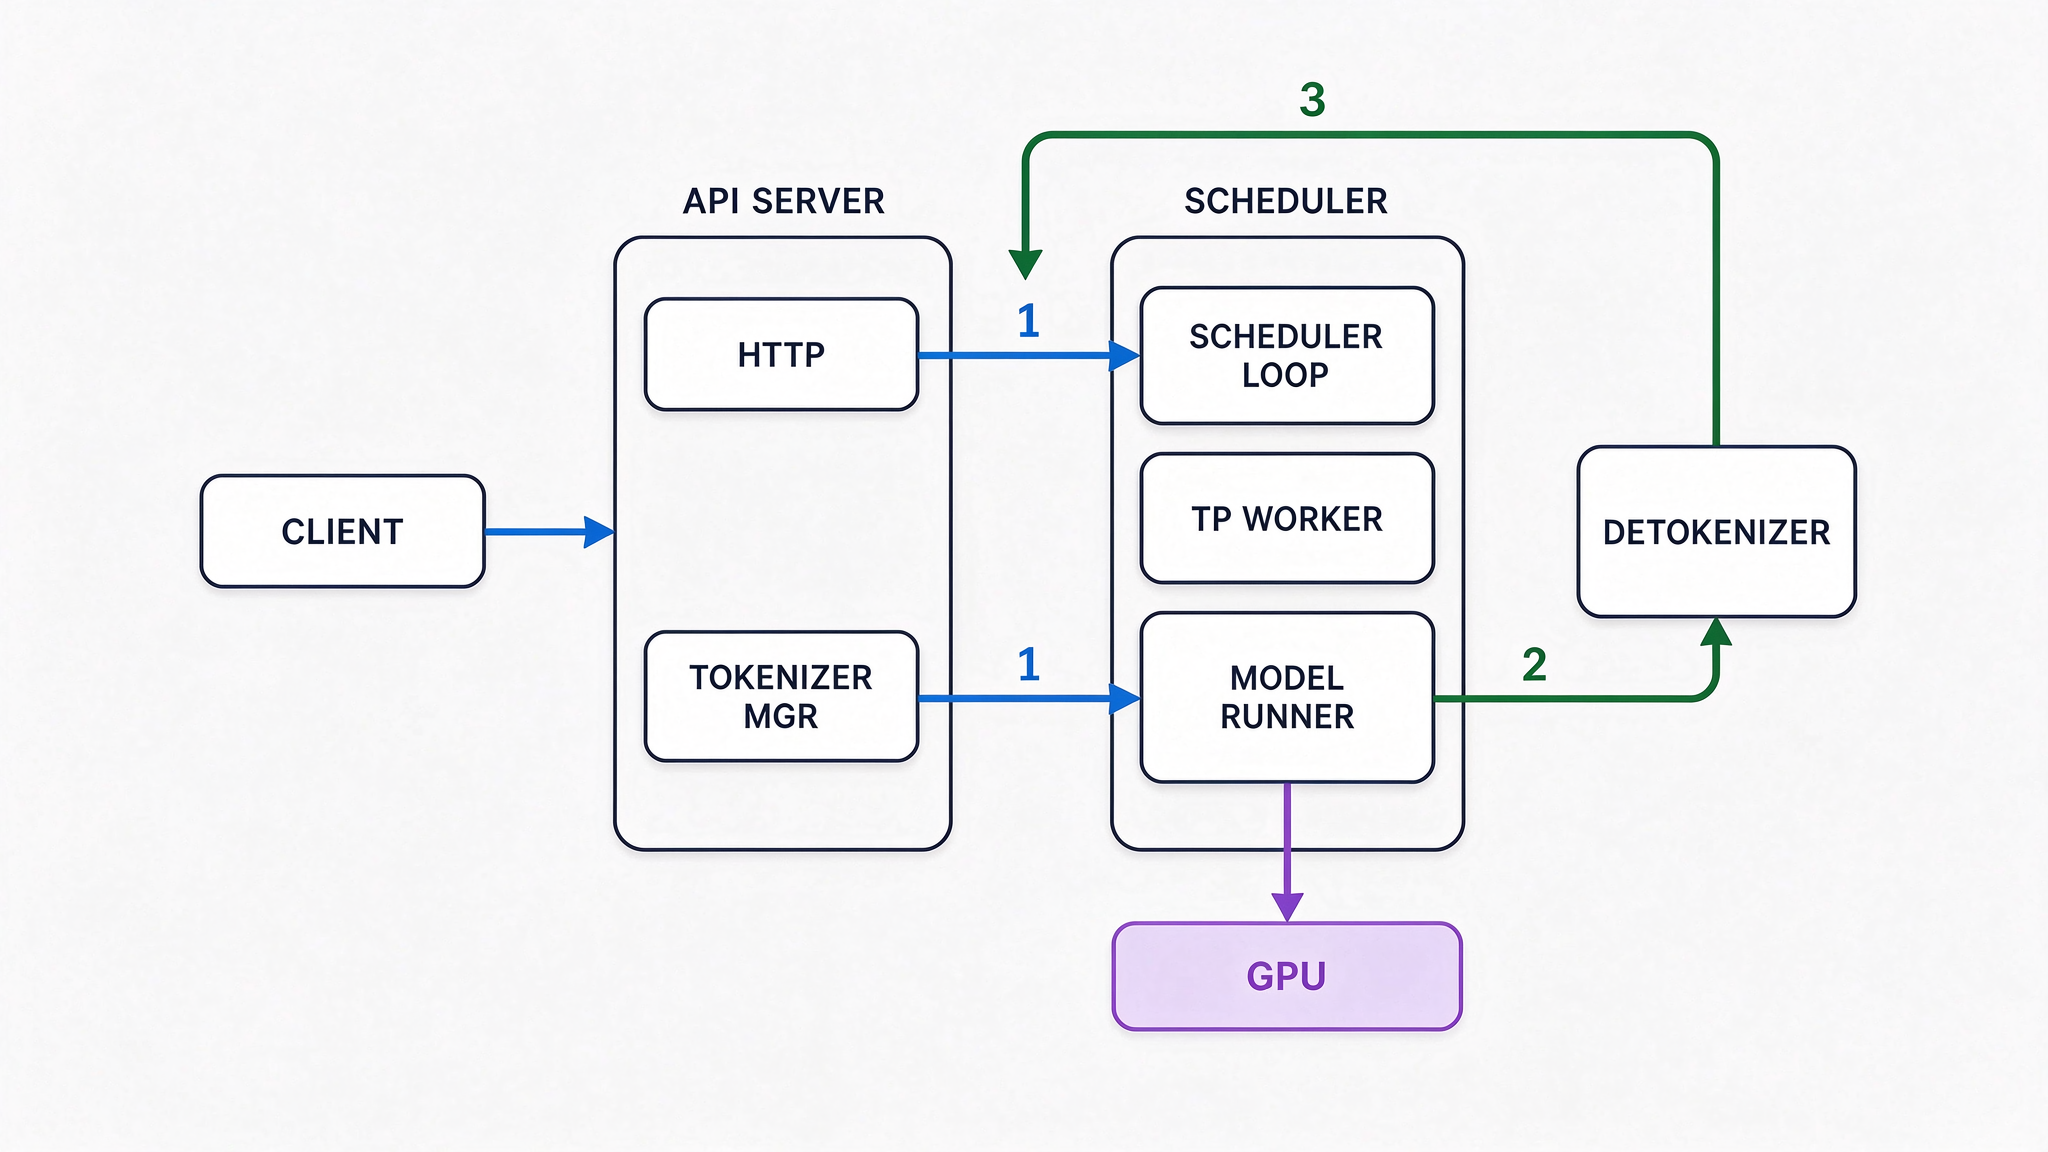 3
API SERVER
SCHEDULER
HTTP
1
SCHEDULER
LOOP
CLIENT
TP WORKER
DETOKENIZER
TOKENIZER
MGR
1
MODEL
RUNNER
2
GPU